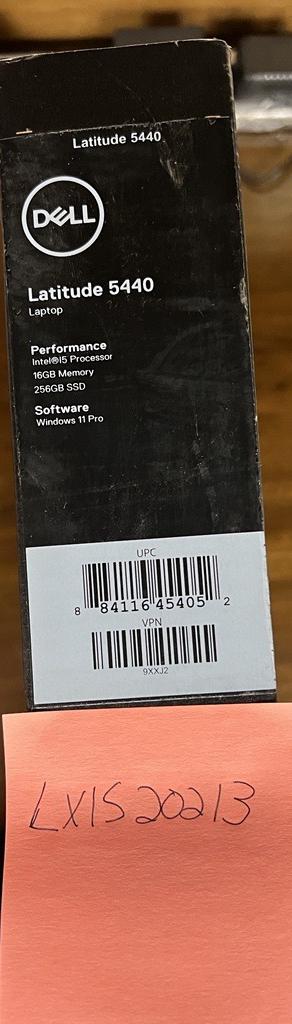 Latitude 5440
DELL
Latitude 5440
Laptop
Performance
Intel®I5 Processor
16GB Memory
256GB SSD
Software
Windows 11 Pro
UPC
8 84116 45405 2
VPN
9XXJ2
LX1520213